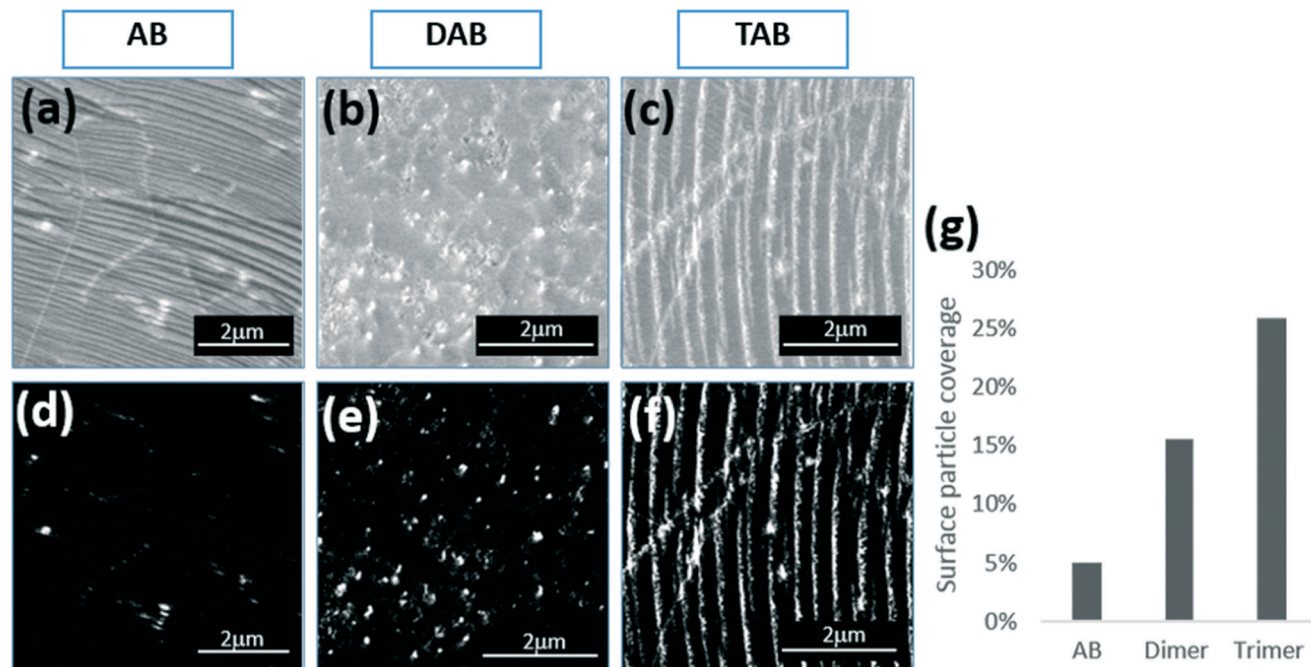 AB
DAB
TAB
(a)
(b)
(c)
2μm
2μm
2μm
(d)
(e)
(f)
2μm
2μm
2μm
(g)
Surface particle coverage
30%
25%
20%
15%
10%
5%
0%
AB
Dimer
Trimer